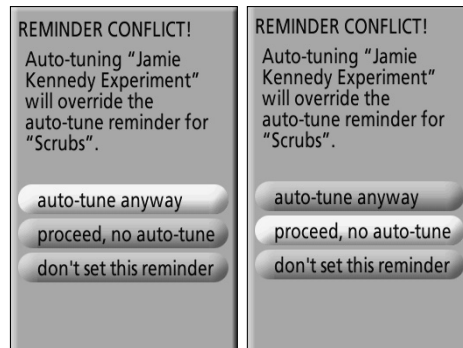 REMINDER CONFLICT!
Auto-tuning “Jamie
Kennedy Experiment”
will override the
auto-tune reminder for
“Scrubs”.
auto-tune anyway
proceed, no auto-tune
don't set this reminder
REMINDER CONFLICT!
Auto-tuning “Jamie
Kennedy Experiment”
will override the
auto-tune reminder for
“Scrubs”.
auto-tune anyway
proceed, no auto-tune
don't set this reminder